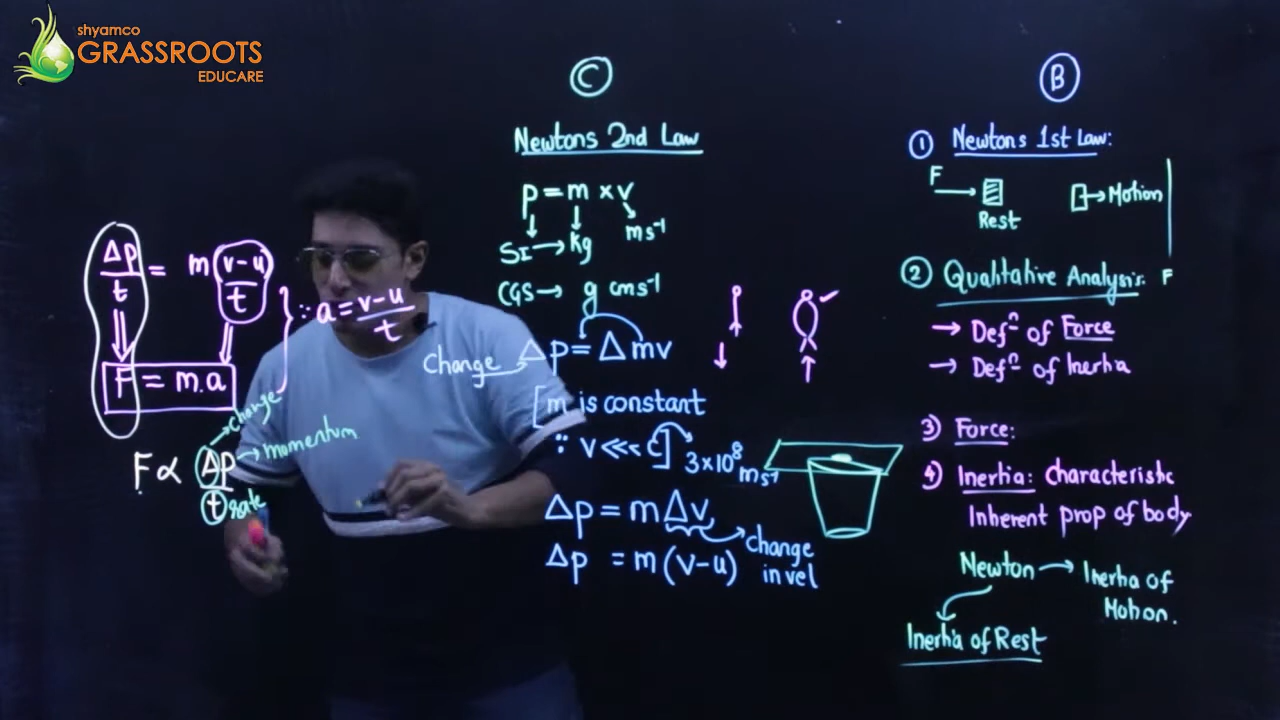 shyamco
GRASSROOTS
EDUCARE
Δp/t = m (v-u)/t
} ∵ a = v-u/t
F = m.a
F ∝ Δp/t
→ change
→ momentum
rate
C
Newtons 2nd Law
p = m × v
SI → kg ms⁻¹
CGS → g cms⁻¹
Change Δp = Δmv
[m is constant
∵ v <<< C] 3×10⁸ ms⁻¹
Δp = mΔv
change
in vel
Δp = m(v-u)
B
① Newtons 1st Law:
F → Rest
→ Motion
② Qualitative Analysis: F
→ Defⁿ of Force
→ Defⁿ of Inertia
3) Force:
4) Inertia: characteristic
Inherent prop of body
Newton → Inertia of
Motion.
Inertia of Rest